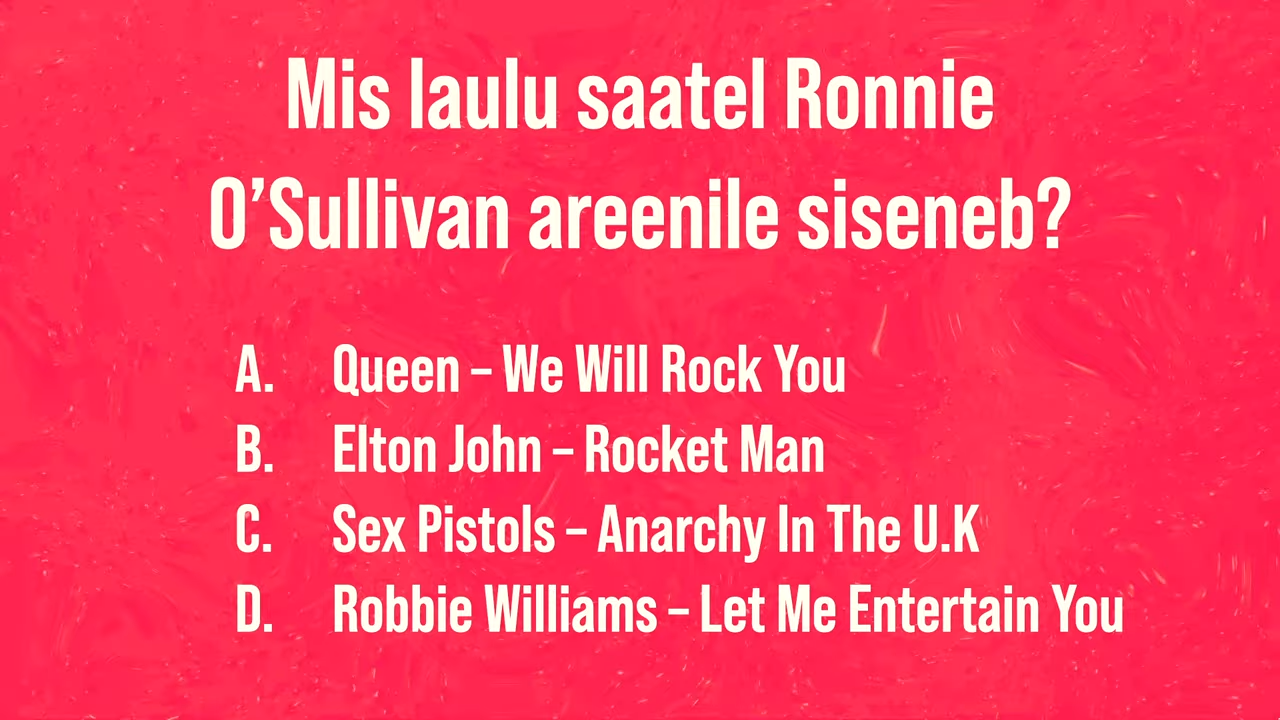 Mis laulu saatel Ronnie
O’Sullivan areenile siseneb?
A. Queen – We Will Rock You
B. Elton John – Rocket Man
C. Sex Pistols – Anarchy In The U.K
D. Robbie Williams – Let Me Entertain You